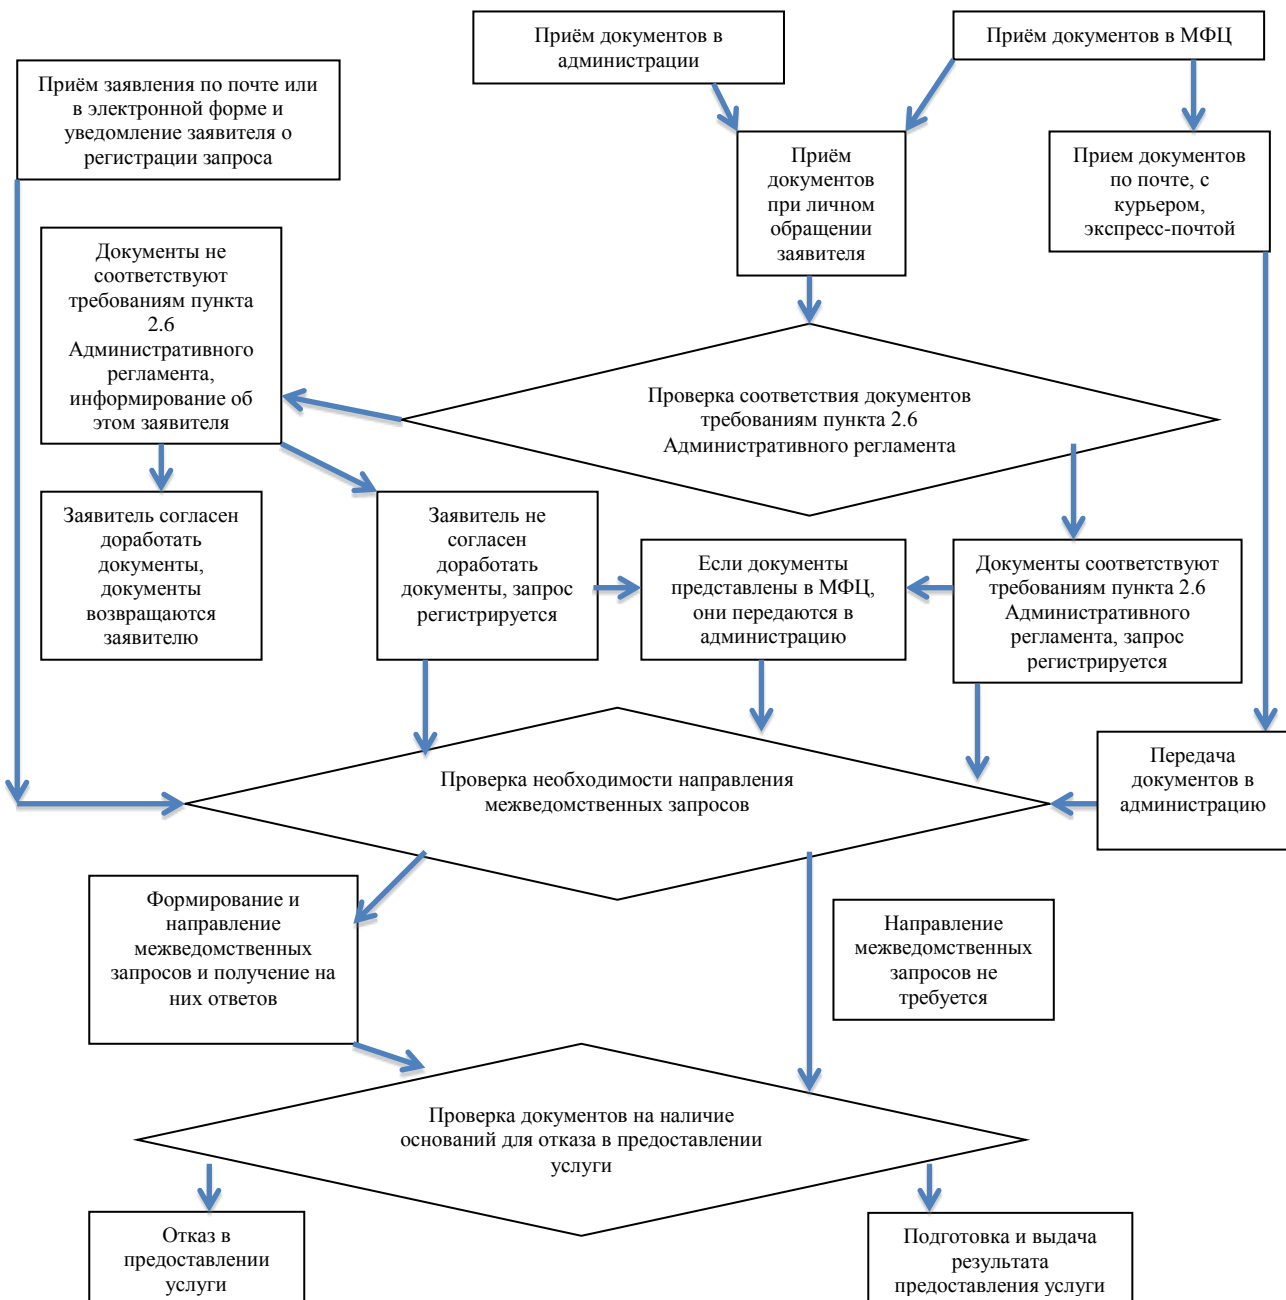 Приём документов в
администрации
Приём документов в МФЦ
Приём заявления по почте или
в электронной форме и
уведомление заявителя о
регистрации запроса
Приём
документов
при личном
обращении
заявителя
Прием документов
по почте, с
курьером,
экспресс-почтой
Документы не
соответствуют
требованиям пункта
2.6
Административного
регламента,
информирование об
этом заявителя
Проверка соответствия документов
требованиям пункта 2.6
Административного регламента
Заявитель согласен
доработать
документы,
документы
возвращаются
заявителю
Заявитель не
согласен
доработать
документы, запрос
регистрируется
Если документы
представлены в МФЦ,
они передаются в
администрацию
Документы соответствуют
требованиям пункта 2.6
Административного
регламента, запрос
регистрируется
Проверка необходимости направления
межведомственных запросов
Передача
документов в
администрацию
Формирование и
направление
межведомственных
запросов и получение на
них ответов
Направление
межведомственных
запросов не
требуется
Проверка документов на наличие
оснований для отказа в предоставлении
услуги
Отказ в
предоставлении
услуги
Подготовка и выдача
результата
предоставления услуги